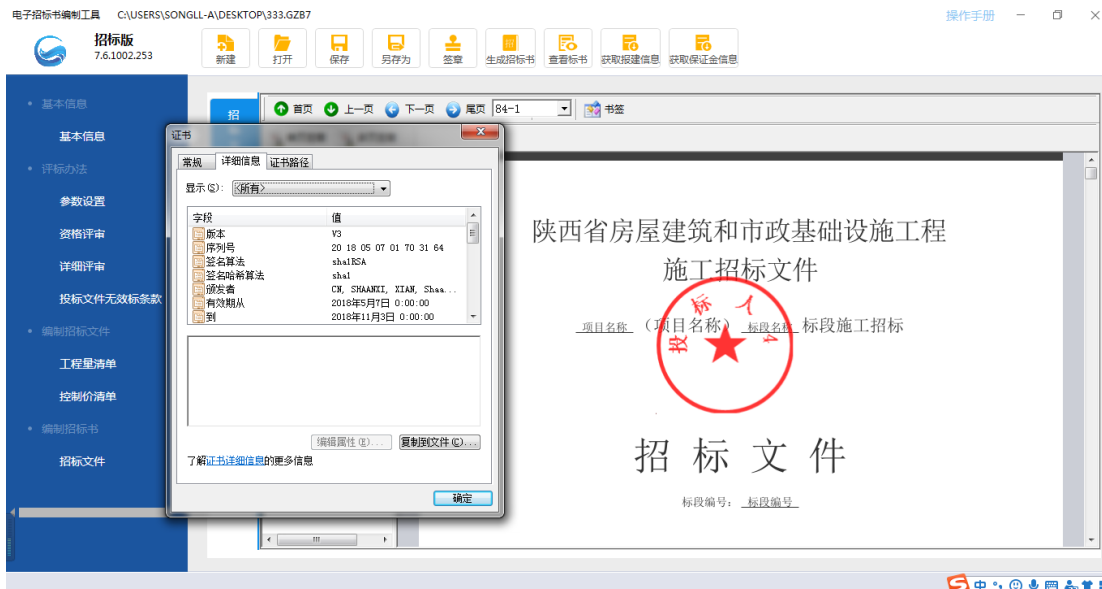 电子招标书编制工具 C:\USERS\SONGLL-A\DESKTOP\333.GZB7
操作手册
招标版
7.6.1002.253
新建
打开
保存
另存为
签章
生成招标书
查看标书
获取报建信息
获取保证金信息
基本信息
基本信息
评标办法
参数设置
资格评审
详细评审
投标文件无效标条款
编制招标文件
工程量清单
控制价清单
编制招标书
招标文件
招
首页 上一页 下一页 尾页 84-1 书签
证书
常规 详细信息 证书路径
显示(S): <所有>
字段 值
版本 V3
序列号 20 18 05 07 01 70 31 64
签名算法 sha1RSA
签名哈希算法 sha1
颁发者 CN, SHAANXI, XIAN, Shaa...
有效期从 2018年5月7日 0:00:00
到 2018年11月3日 0:00:00
编辑属性(E)... 复制到文件(C)...
了解证书详细信息的更多信息
确定
陕西省房屋建筑和市政基础设施工程
施工招标文件
项目名称 (项目名称) 标段名称 标段施工招标
投标人4
招标文件
标段编号: 标段编号
中